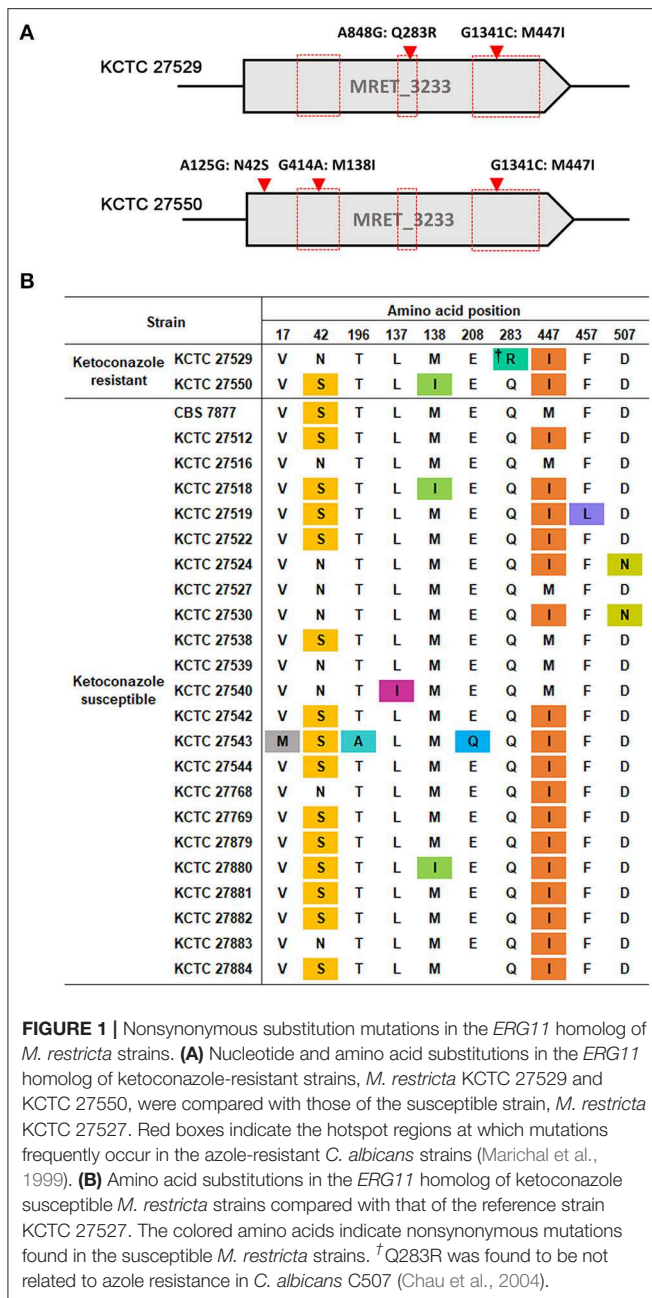 A
A848G: Q283R G1341C: M447I
KCTC 27529
MRET_3233
A125G: N42S G414A: M138I G1341C: M447I
KCTC 27550
MRET_3233
B
Strain Amino acid position
17 42 196 137 138 208 283 447 457 507
Ketoconazole resistant
KCTC 27529 V N T L M E †R I F D
KCTC 27550 V S T L I E Q I F D
Ketoconazole susceptible
CBS 7877 V S T L M E Q M F D
KCTC 27512 V S T L M E Q I F D
KCTC 27516 V N T L M E Q M F D
KCTC 27518 V S T L I E Q I F D
KCTC 27519 V S T L M E Q I L D
KCTC 27522 V S T L M E Q I F D
KCTC 27524 V N T L M E Q I F N
KCTC 27527 V N T L M E Q M F D
KCTC 27530 V N T L M E Q I F N
KCTC 27538 V S T L M E Q M F D
KCTC 27539 V N T L M E Q M F D
KCTC 27540 V N T I M E Q M F D
KCTC 27542 V S T L M E Q I F D
KCTC 27543 M S A L M Q Q I F D
KCTC 27544 V S T L M E Q I F D
KCTC 27768 V N T L M E Q I F D
KCTC 27769 V S T L M E Q I F D
KCTC 27879 V S T L M E Q I F D
KCTC 27880 V S T L I E Q I F D
KCTC 27881 V S T L M E Q I F D
KCTC 27882 V S T L M E Q I F D
KCTC 27883 V N T L M E Q I F D
KCTC 27884 V S T L M Q I F D
FIGURE 1 | Nonsynonymous substitution mutations in the ERG11 homolog of
M. restricta strains. (A) Nucleotide and amino acid substitutions in the ERG11
homolog of ketoconazole-resistant strains, M. restricta KCTC 27529 and
KCTC 27550, were compared with those of the susceptible strain, M. restricta
KCTC 27527. Red boxes indicate the hotspot regions at which mutations
frequently occur in the azole-resistant C. albicans strains (Marichal et al.,
1999). (B) Amino acid substitutions in the ERG11 homolog of ketoconazole
susceptible M. restricta strains compared with that of the reference strain
KCTC 27527. The colored amino acids indicate nonsynonymous mutations
found in the susceptible M. restricta strains. †Q283R was found to be not
related to azole resistance in C. albicans C507 (Chau et al., 2004).